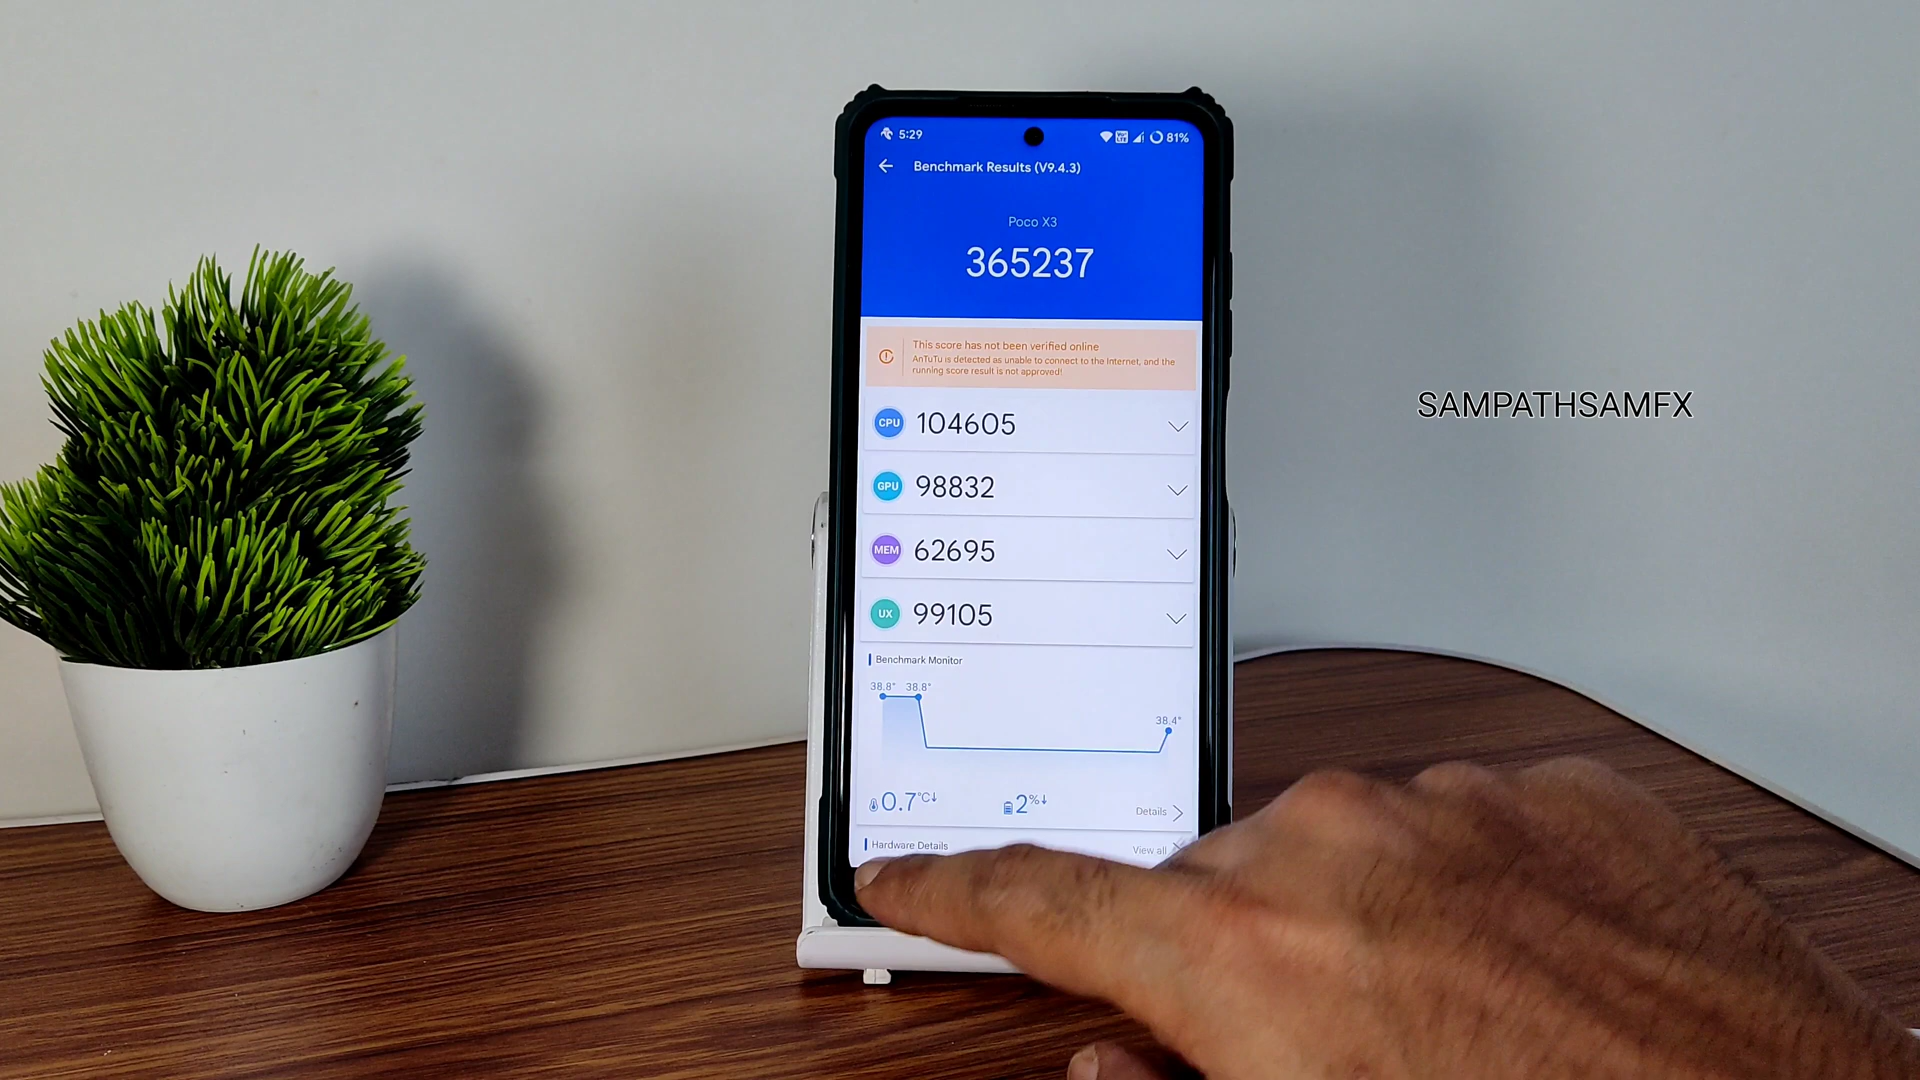 5:29
81%
Benchmark Results (V9.4.3)
Poco X3
365237
This score has not been verified online
AnTuTu is detected as unable to connect to the Internet, and the
running score result is not approved!
CPU 104605
GPU 98832
MEM 62695
UX 99105
Benchmark Monitor
38.8° 38.8°
38.4°
0.7°C↓ 2%↓ Details
Hardware Details View all
SAMPATHSAMFX